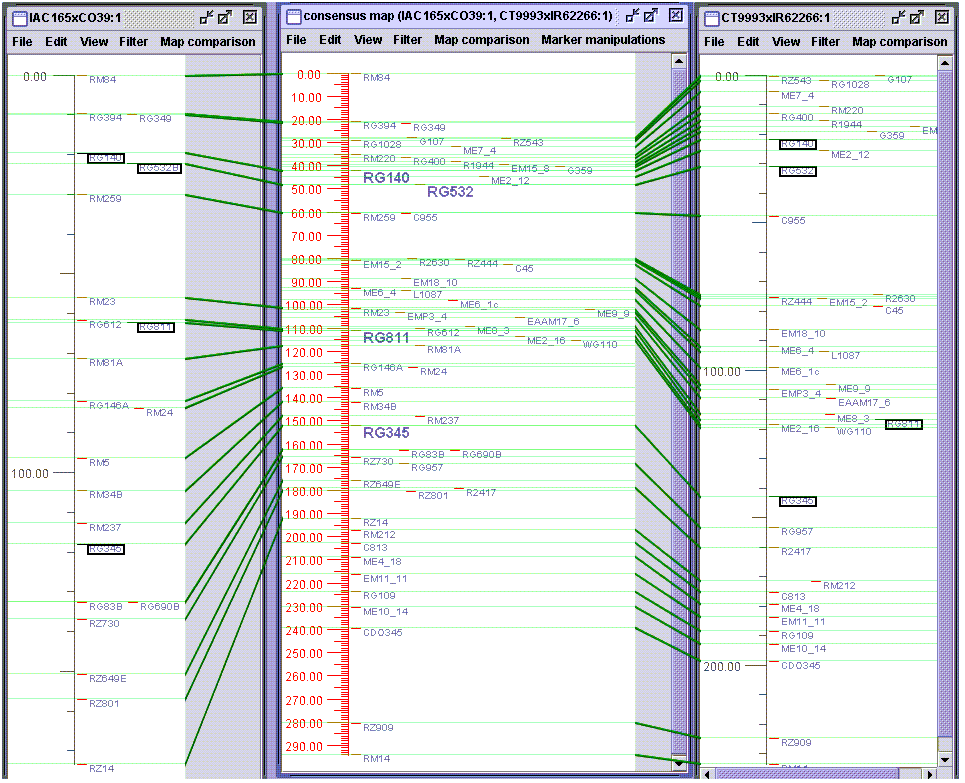 IAC165xCO39:1
File Edit View Filter Map comparison
0.00
RM84
RG394 RG349
RG140
RG532B
RM259
RM23
RG612 RG811
RM81A
RG146A
RM24
RM5
100.00
RM34B
RM237
RG345
RG83B RG690B
RZ730
RZ649E
RZ801
RZ14
consensus map (IAC165xCO39:1, CT9993xIR62266:1)
File Edit View Filter Map comparison Marker manipulations
0.00 RM84
10.00
20.00
RG394 RG349
30.00 RG1028 G107 RZ543
ME7_4
RM220 RG400
40.00 R1944 EM15_8 G359
RG140 ME2_12
50.00 RG532
60.00 RM259 C955
70.00
80.00 EM15_2 R2630 RZ444 C45
90.00 EM18_10
ME6_4 L1087
100.00 ME6_1c
RM23 EMP3_4 ME9_9
EAAM17_6
110.00 RG612 ME8_3
RG811 ME2_16 WG110
120.00 RM81A
130.00 RG146A RM24
140.00 RM5
RM34B
150.00 RM237
RG345
160.00
RG83B RG690B
170.00 RZ730 RG957
180.00 RZ649E
RZ801 R2417
190.00
RZ14
200.00 RM212
C813
210.00 ME4_18
220.00 EM11_11
RG109
230.00 ME10_14
240.00 CDO345
250.00
260.00
270.00
280.00 RZ909
290.00
RM14
CT9993xIR62266:1
File Edit View Filter Map comparison
0.00 RZ543 RG1028 G107
ME7_4
RM220
RG400
R1944
G359 EM
RG140
ME2_12
RG532
C955
RZ444 EM15_2 R2630
C45
EM18_10
ME6_4 L1087
100.00 ME6_1c
EMP3_4 ME9_9
EAAM17_6
ME8_3
ME2_16 WG110 RG811
RG345
RG957
R2417
RM212
C813
ME4_18
EM11_11
RG109
ME10_14
200.00 CDO345
RZ909